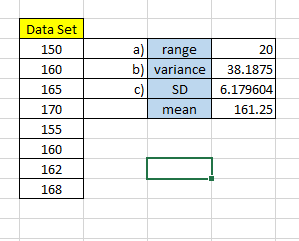 Data Set
150 a) range 20
160 b) variance 38.1875
165 c) SD 6.179604
170 mean 161.25
155
160
162
168